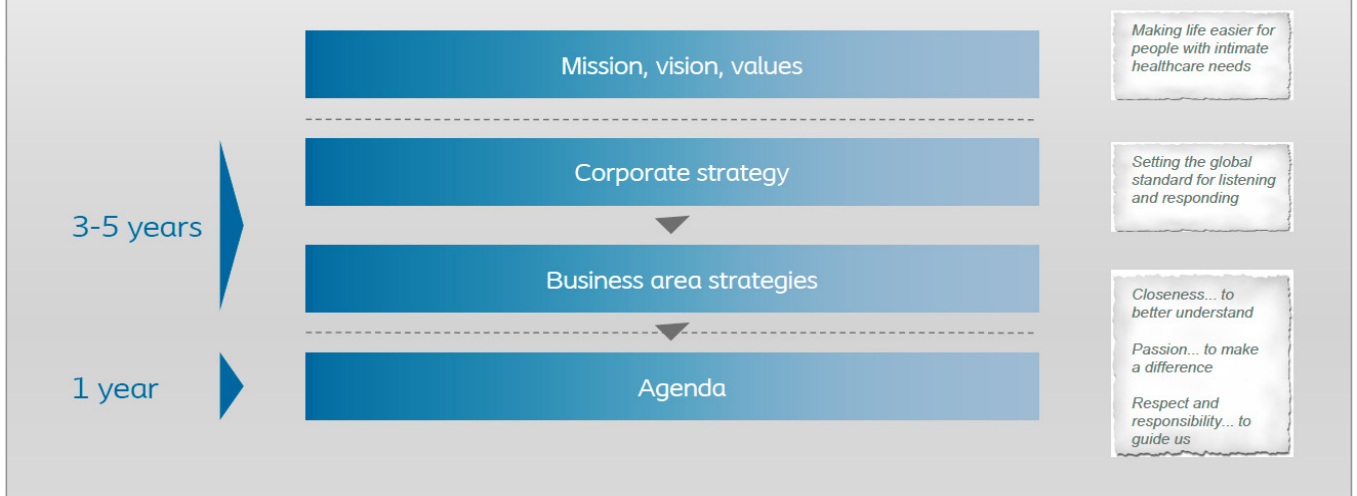 Mission, vision, values
Making life easier for
people with intimate
healthcare needs
3-5 years
Corporate strategy
Setting the global
standard for listening
and responding
Business area strategies
1 year
Agenda
Closeness... to
better understand
Passion... to make
a difference
Respect and
responsibility... to
guide us